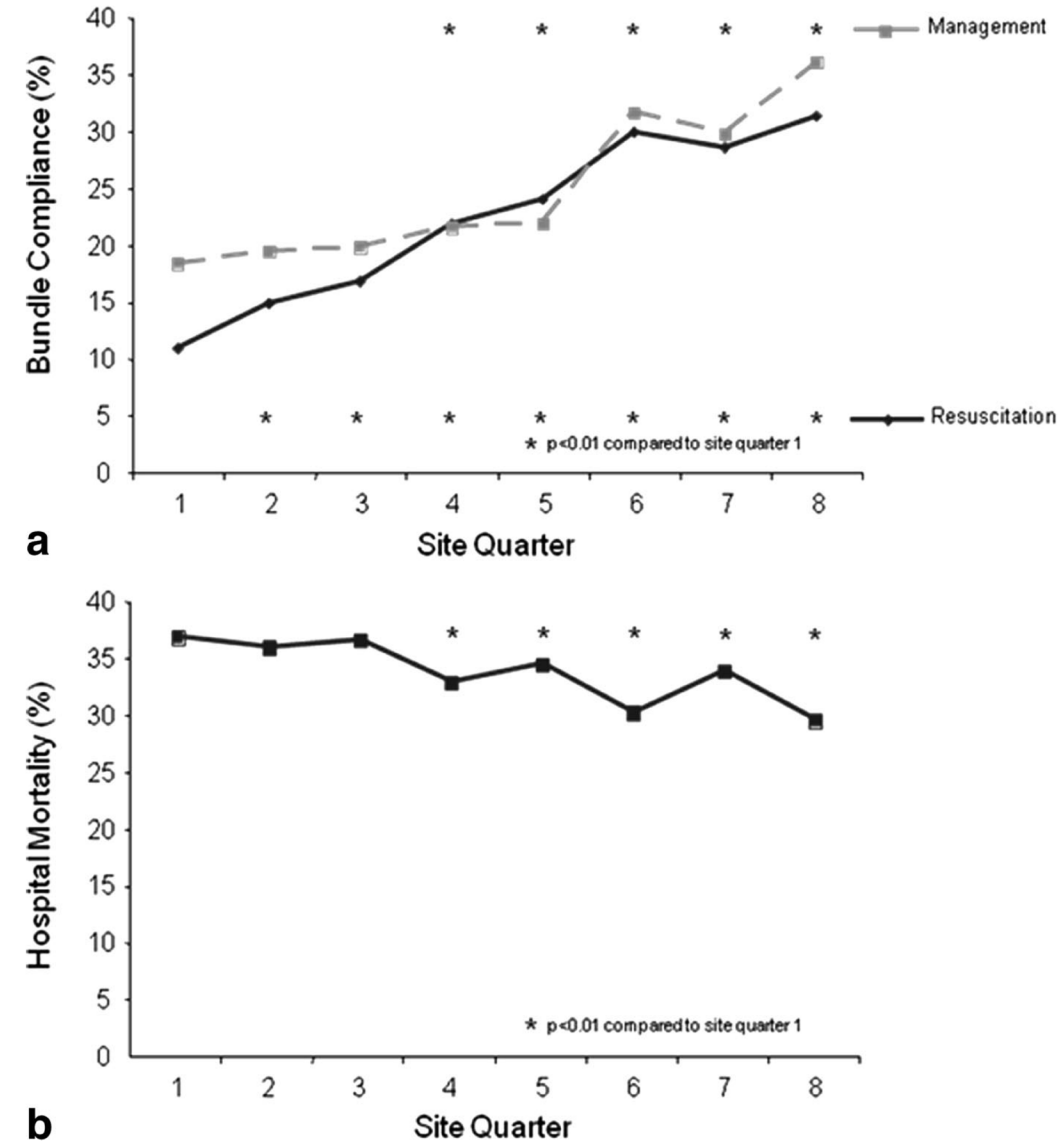 40
* * * * *
Management
35
30
25
20
15
10
5
* * * * * * *
Resuscitation
* p<0.01 compared to site quarter 1
0
Bundle Compliance (%)
1 2 3 4 5 6 7 8
Site Quarter
a
40
* * * * *
35
30
25
20
15
10
5
* p<0.01 compared to site quarter 1
0
Hospital Mortality (%)
1 2 3 4 5 6 7 8
Site Quarter
b